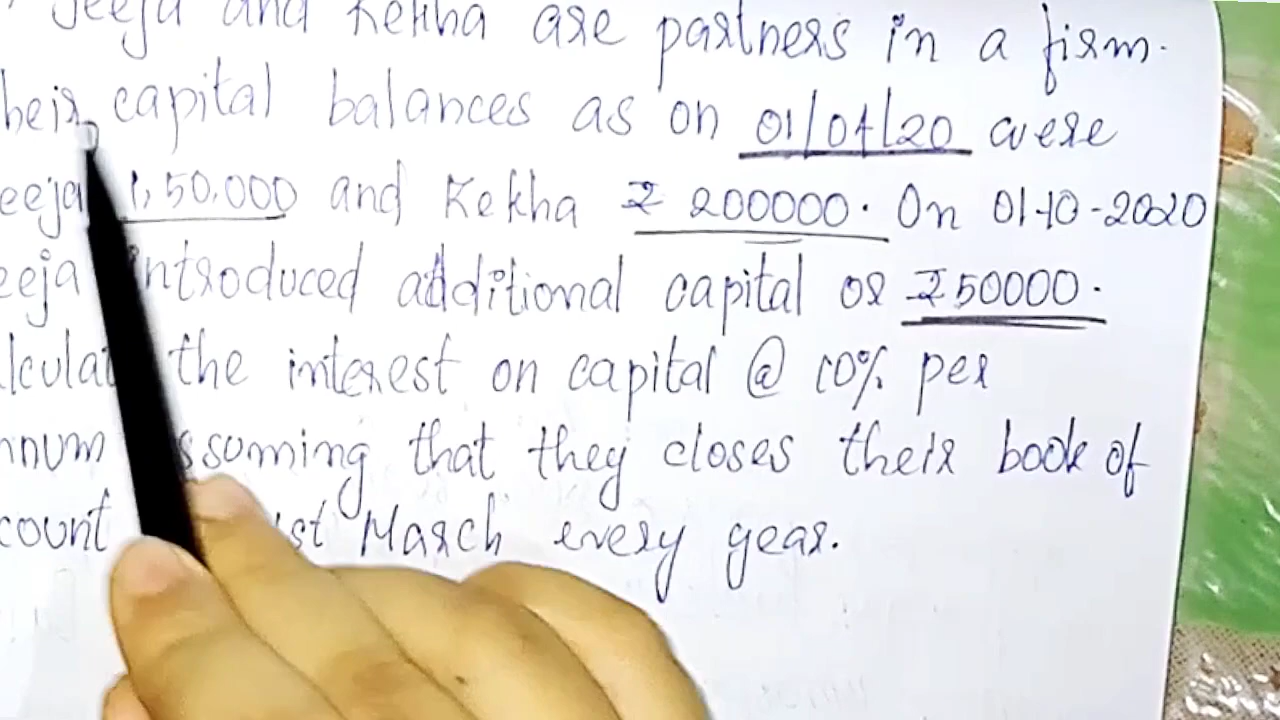 Jeeja and Rekha are partners in a firm.
heir capital balances as on 01/04/20 were
eeja 1,50,000 and Rekha ₹ 200000. On 01-10-2020
eeja introduced additional capital of ₹50000.
lculat the interest on capital @ 10% per
nnum ssuming that they closes their book of
count st March every year.